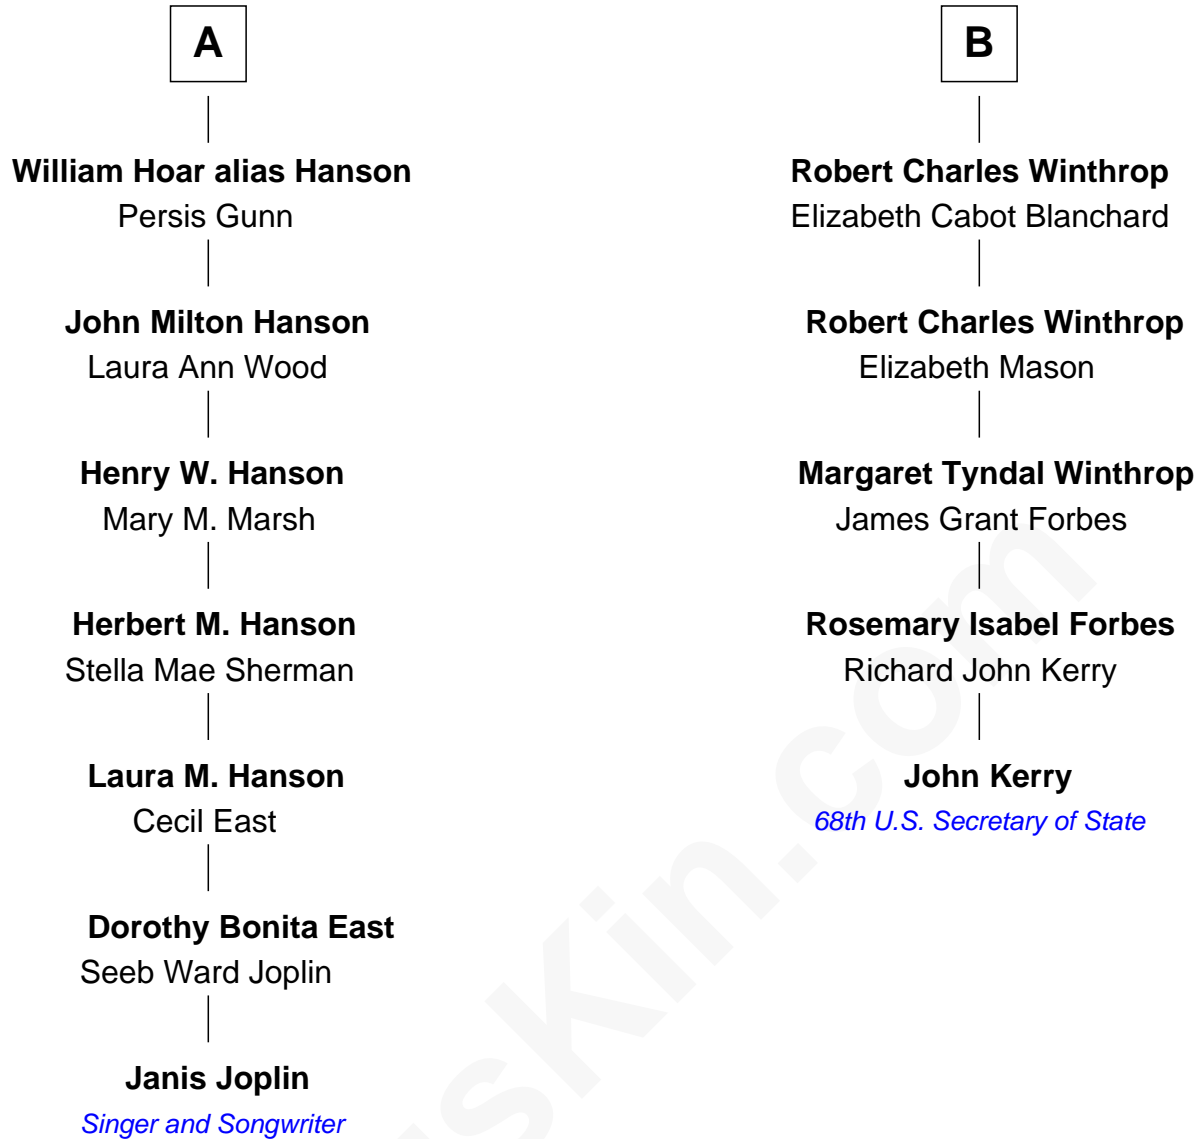 A
William Hoar alias Hanson
Persis Gunn
John Milton Hanson
Laura Ann Wood
Henry W. Hanson
Mary M. Marsh
Herbert M. Hanson
Stella Mae Sherman
Laura M. Hanson
Cecil East
Dorothy Bonita East
Seeb Ward Joplin
Janis Joplin
Singer and Songwriter
B
Robert Charles Winthrop
Elizabeth Cabot Blanchard
Robert Charles Winthrop
Elizabeth Mason
Margaret Tyndal Winthrop
James Grant Forbes
Rosemary Isabel Forbes
Richard John Kerry
John Kerry
68th U.S. Secretary of State
sKin.com